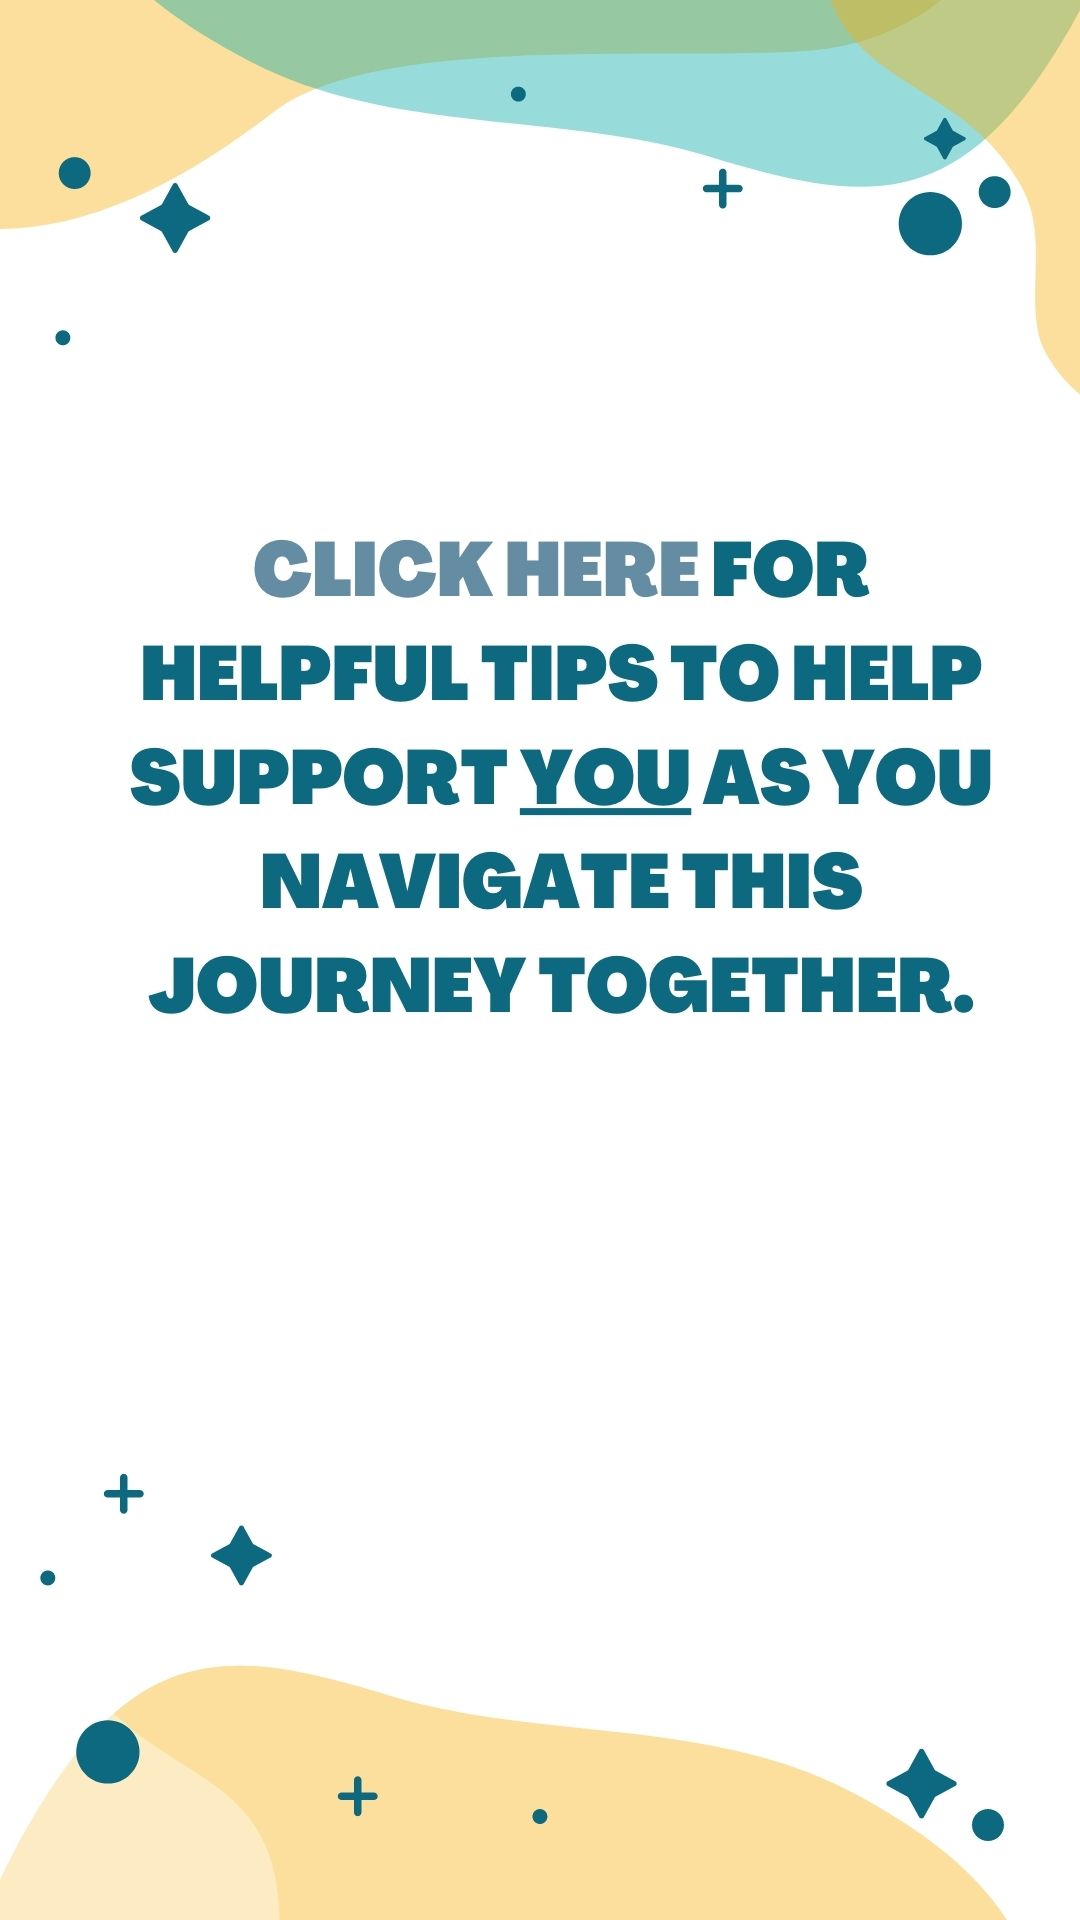 CLICK HERE FOR
HELPFUL TIPS TO HELP
SUPPORT YOU AS YOU
NAVIGATE THIS
JOURNEY TOGETHER.